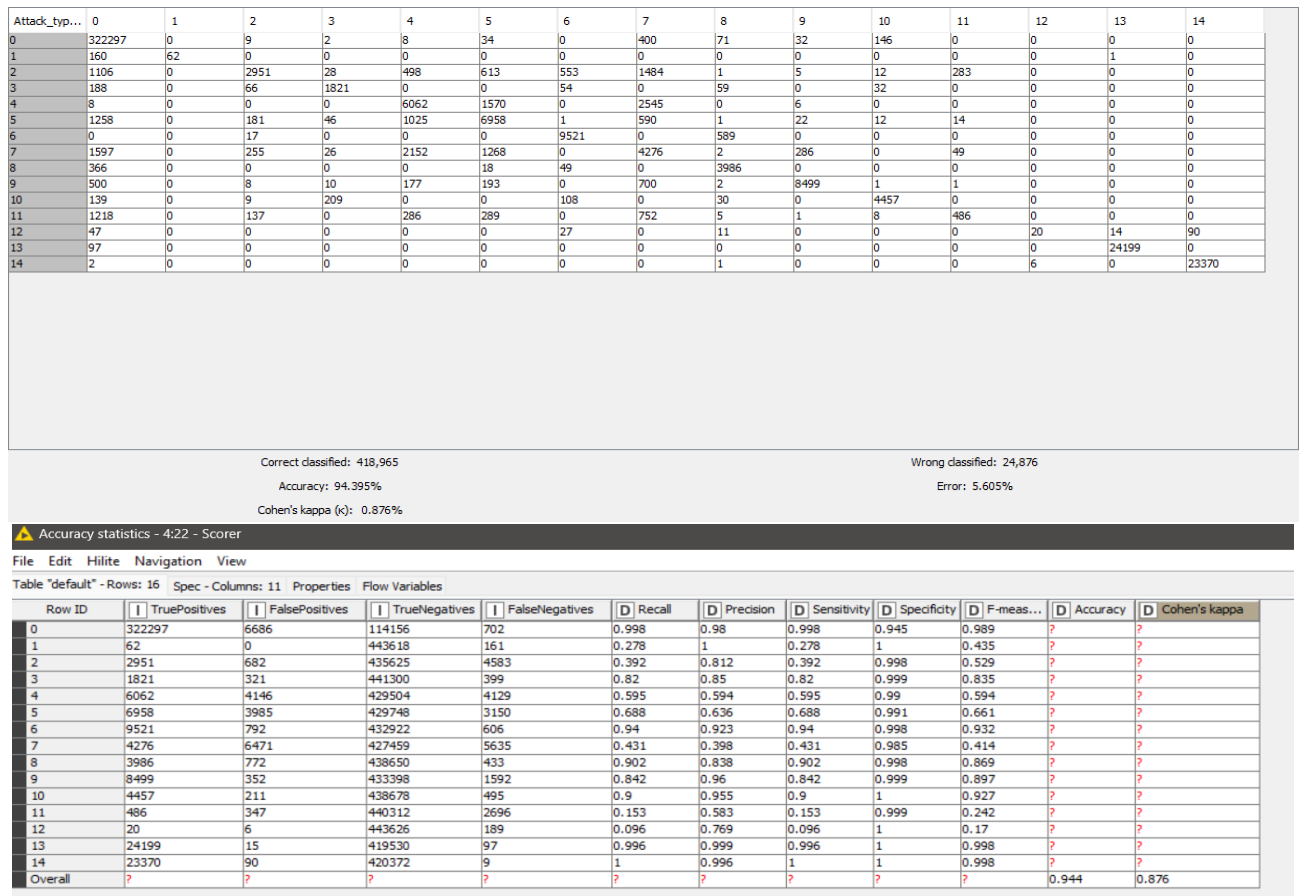 Attack_typ... 0 1 2 3 4 5 6 7 8 9 10 11 12 13 14
0 322297 0 9 2 8 34 0 400 71 32 146 0 0 0 0
1 160 62 0 0 0 0 0 0 0 0 0 0 0 1 0
2 1106 0 2951 28 498 613 553 1484 1 5 12 283 0 0 0
3 188 0 66 1821 0 0 54 0 59 0 32 0 0 0 0
4 8 0 0 0 6062 1570 0 2545 0 6 0 0 0 0 0
5 1258 0 181 46 1025 6958 1 590 1 22 12 14 0 0 0
6 0 0 17 0 0 0 9521 0 589 0 0 0 0 0 0
7 1597 0 255 26 2152 1268 0 4276 2 286 0 49 0 0 0
8 366 0 0 0 0 18 49 0 3986 0 0 0 0 0 0
9 500 0 8 10 177 193 0 700 2 8499 1 1 0 0 0
10 139 0 9 209 0 0 108 0 30 0 4457 0 0 0 0
11 1218 0 137 0 286 289 0 752 5 1 8 486 0 0 0
12 47 0 0 0 0 0 27 0 11 0 0 0 20 14 90
13 97 0 0 0 0 0 0 0 0 0 0 0 0 24199 0
14 2 0 0 0 0 0 0 0 1 0 0 0 6 0 23370
Correct classified: 418,965 Wrong classified: 24,876
Accuracy: 94.395% Error: 5.605%
Cohen's kappa (κ): 0.876%
Accuracy statistics - 4:22 - Scorer
File Edit Hilite Navigation View
Table "default" - Rows: 16 Spec - Columns: 11 Properties Flow Variables
Row ID I TruePositives I FalsePositives I TrueNegatives I FalseNegatives D Recall D Precision D Sensitivity D Specificity D F-meas... D Accuracy D Cohen's kappa
0 322297 6686 114156 702 0.998 0.98 0.998 0.945 0.989 ? ?
1 62 0 443618 161 0.278 1 0.278 1 0.435 ? ?
2 2951 682 435625 4583 0.392 0.812 0.392 0.998 0.529 ? ?
3 1821 321 441300 399 0.82 0.85 0.82 0.999 0.835 ? ?
4 6062 4146 429504 4129 0.595 0.594 0.595 0.99 0.594 ? ?
5 6958 3985 429748 3150 0.688 0.636 0.688 0.991 0.661 ? ?
6 9521 792 432922 606 0.94 0.923 0.94 0.998 0.932 ? ?
7 4276 6471 427459 5635 0.431 0.398 0.431 0.985 0.414 ? ?
8 3986 772 438650 433 0.902 0.838 0.902 0.998 0.869 ? ?
9 8499 352 433398 1592 0.842 0.96 0.842 0.999 0.897 ? ?
10 4457 211 438678 495 0.9 0.955 0.9 1 0.927 ? ?
11 486 347 440312 2696 0.153 0.583 0.153 0.999 0.242 ? ?
12 20 6 443626 189 0.096 0.769 0.096 1 0.17 ? ?
13 24199 15 419530 97 0.996 0.999 0.996 1 0.998 ? ?
14 23370 90 420372 9 1 0.996 1 1 0.998 ? ?
Overall ? ? ? ? ? ? ? ? ? 0.944 0.876